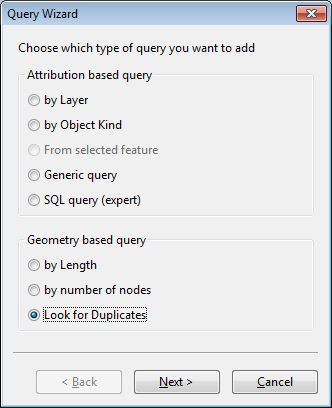 Query Wizard
Choose which type of query you want to add
Attribution based query
by Layer
by Object Kind
From selected feature
Generic query
SQL query (expert)
Geometry based query
by Length
by number of nodes
Look for Duplicates
< Back Next > Cancel